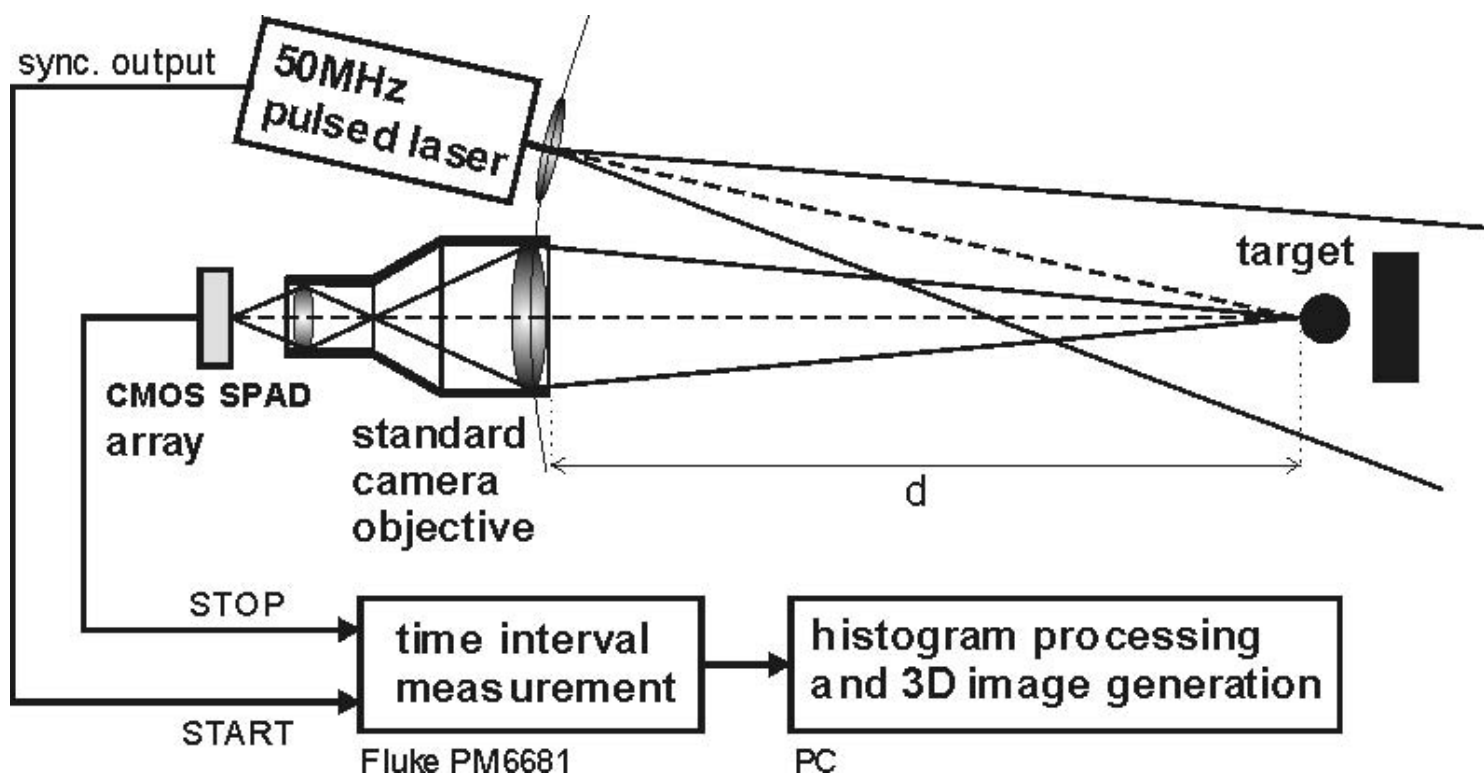 sync. output
50MHz
pulsed laser
target
CMOS SPAD
array
standard
camera
objective
d
STOP
time interval
measurement
histogram processing
and 3D image generation
START
Fluke PM6681
PC